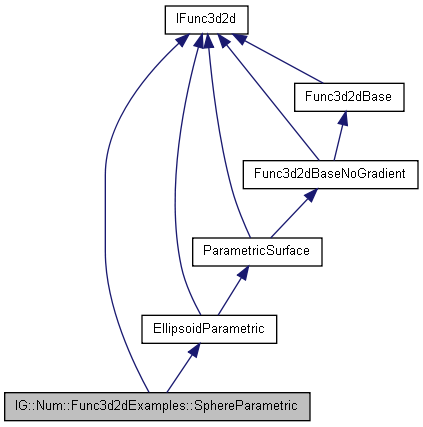 IFunc3d2d
Func3d2dBase
Func3d2dBaseNoGradient
ParametricSurface
EllipsoidParametric
IG::Num::Func3d2dExamples::SphereParametric